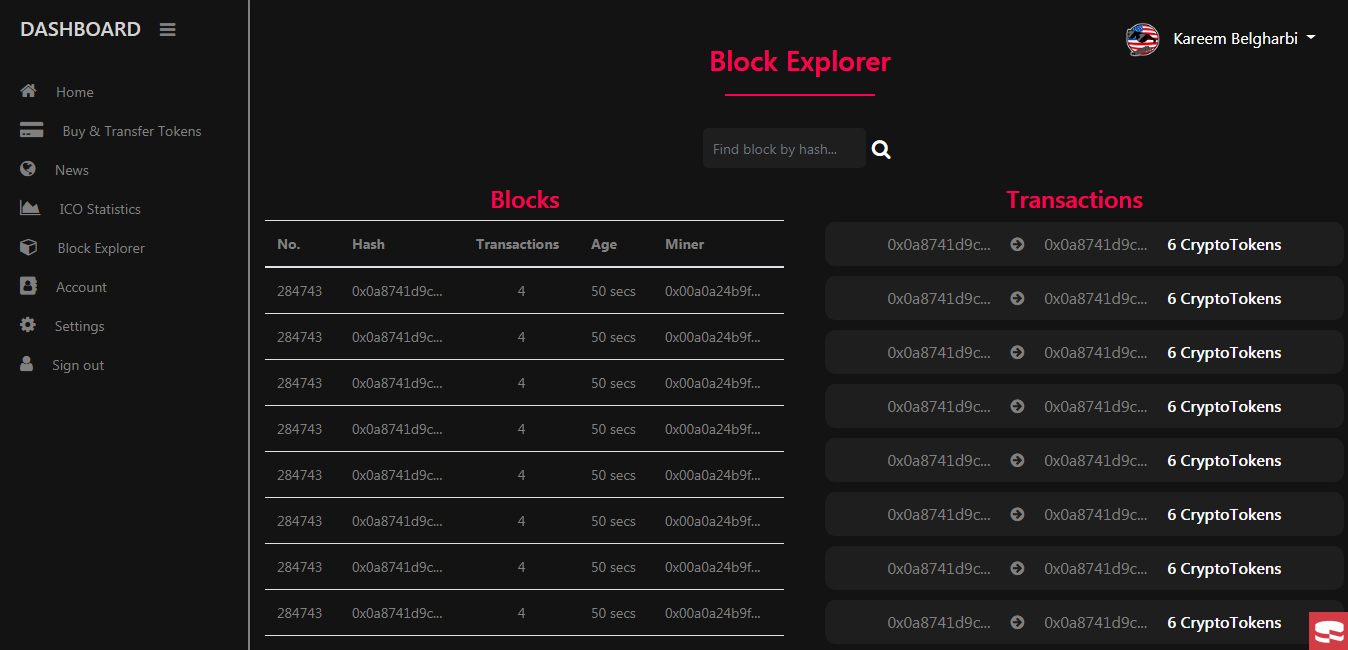 DASHBOARD
Home
Buy & Transfer Tokens
News
ICO Statistics
Block Explorer
Account
Settings
Sign out
Kareem Belgharbi
Block Explorer
Find block by hash...
Blocks
No. Hash Transactions Age Miner
284743 0x0a8741d9c... 4 50 secs 0x00a0a24b9f...
284743 0x0a8741d9c... 4 50 secs 0x00a0a24b9f...
284743 0x0a8741d9c... 4 50 secs 0x00a0a24b9f...
284743 0x0a8741d9c... 4 50 secs 0x00a0a24b9f...
284743 0x0a8741d9c... 4 50 secs 0x00a0a24b9f...
284743 0x0a8741d9c... 4 50 secs 0x00a0a24b9f...
284743 0x0a8741d9c... 4 50 secs 0x00a0a24b9f...
284743 0x0a8741d9c... 4 50 secs 0x00a0a24b9f...
Transactions
0x0a8741d9c... 0x0a8741d9c... 6 CryptoTokens
0x0a8741d9c... 0x0a8741d9c... 6 CryptoTokens
0x0a8741d9c... 0x0a8741d9c... 6 CryptoTokens
0x0a8741d9c... 0x0a8741d9c... 6 CryptoTokens
0x0a8741d9c... 0x0a8741d9c... 6 CryptoTokens
0x0a8741d9c... 0x0a8741d9c... 6 CryptoTokens
0x0a8741d9c... 0x0a8741d9c... 6 CryptoTokens
0x0a8741d9c... 0x0a8741d9c... 6 CryptoTokens